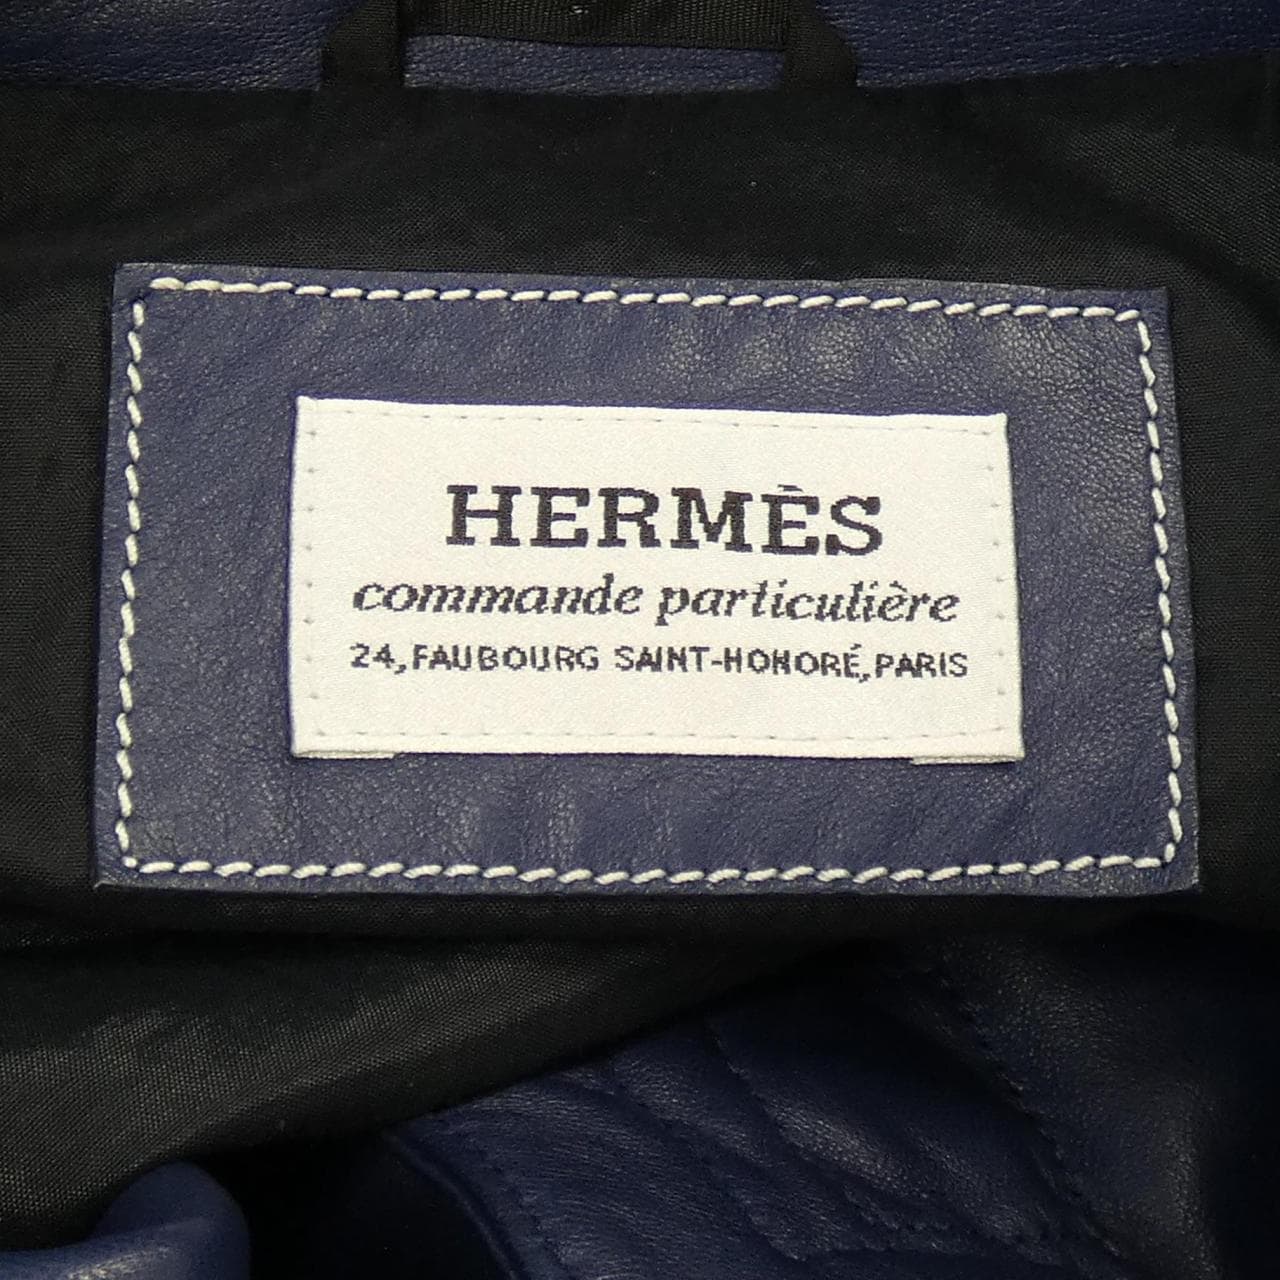 HERMÈS
commande particulière
24, FAUBOURG SAINT-HONORÉ, PARIS